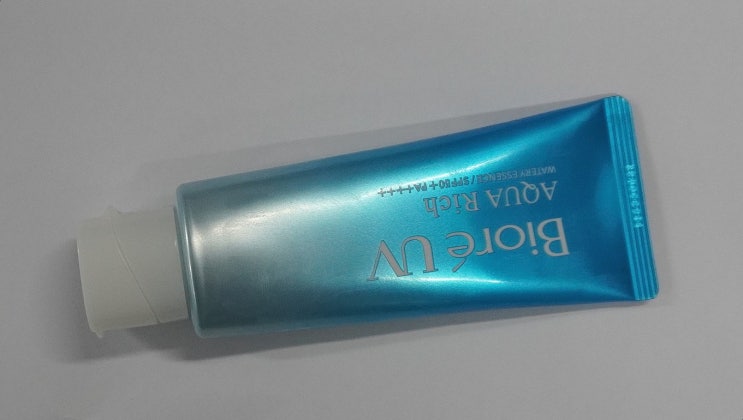 Bioré UV
AQUA Rich
WATERY ESSENCE / SPF50+ PA++++